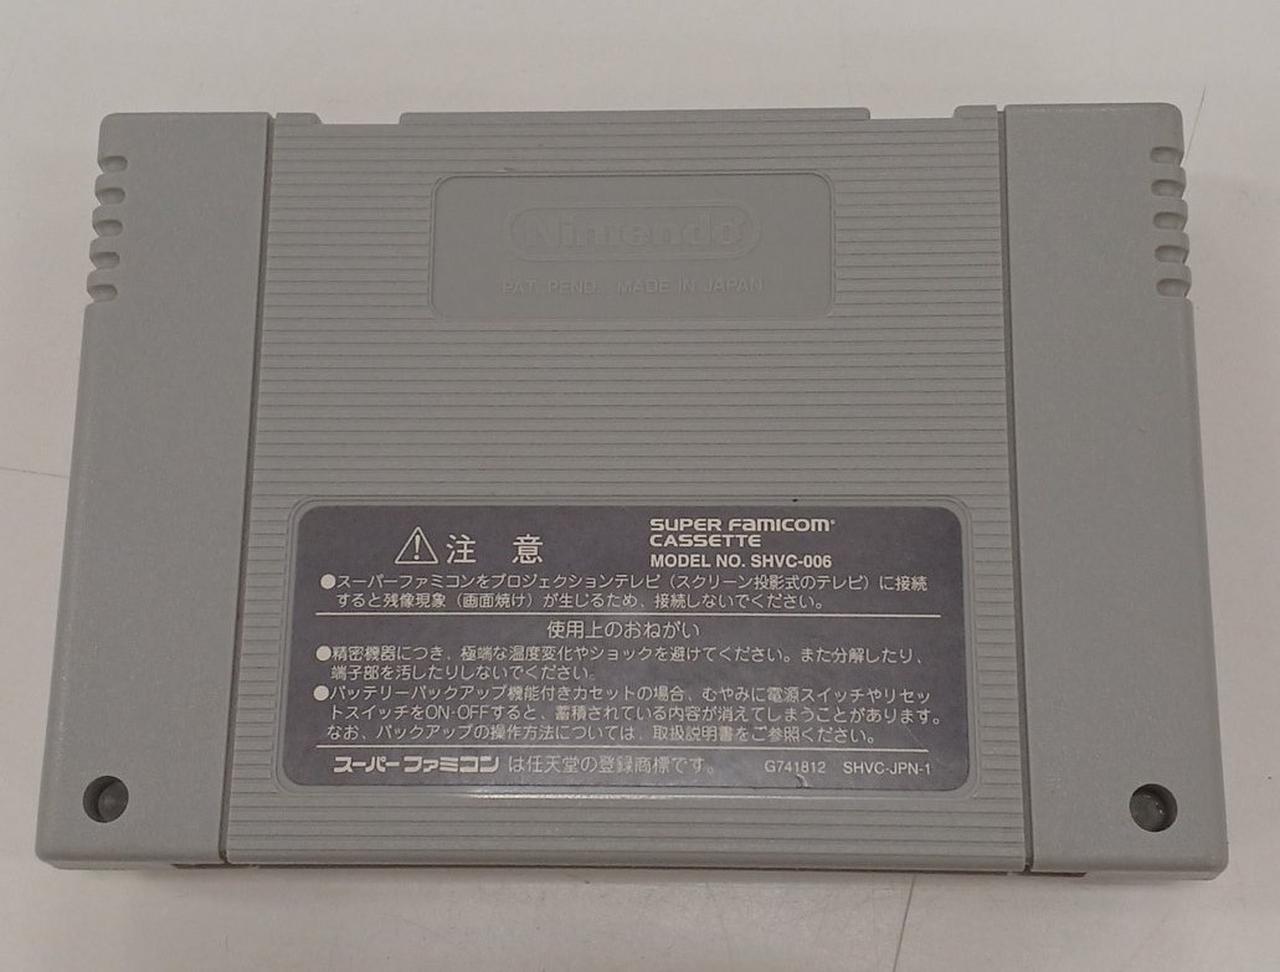 Nintendo
PAT. PEND. MADE IN JAPAN
⚠注 意
SUPER FAMICOM®
CASSETTE
MODEL NO. SHVC-006
●スーパーファミコンをプロジェクションテレビ（スクリーン投影式のテレビ）に接続
すると残像現象（画面焼け）が生じるため、接続しないでください。
使用上のおねがい
●精密機器につき、極端な温度変化やショックを避けてください。また分解したり、
端子部を汚したりしないでください。
●バッテリーバックアップ機能付きカセットの場合、むやみに電源スイッチやリセッ
トスイッチをON-OFFすると、蓄積されている内容が消えてしまうことがあります。
なお、バックアップの操作方法については、取扱説明書をご参照ください。
スーパーファミコン は任天堂の登録商標です。 G741812 SHVC-JPN-1